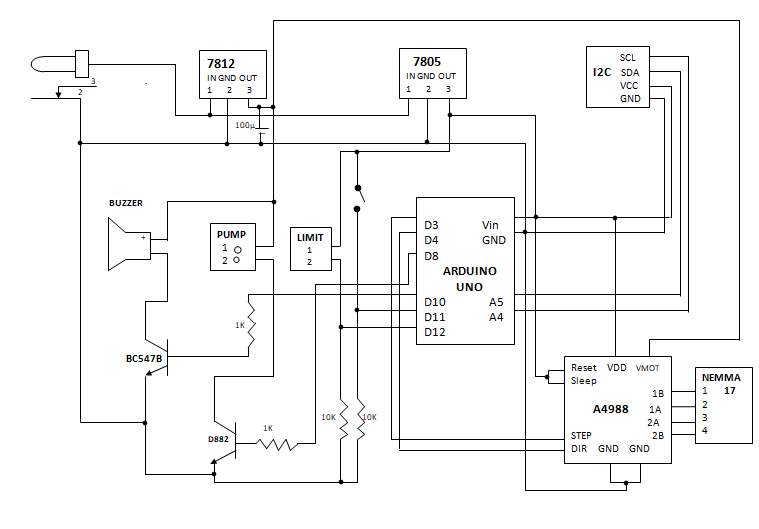 7812
IN GND OUT
1 2 3
7805
IN GND OUT
1 2 3
I2C
SCL
SDA
VCC
GND
3
2
100µ
BUZZER
+
PUMP
1
2
LIMIT
1
2
D3
D4
D8
D10
D11
D12
Vin
GND
A5
A4
ARDUINO
UNO
1K
BC547B
D882
1K
10K
10K
Reset
Sleep
VDD
VMOT
1B
1A
2A
2B
A4988
STEP
DIR
GND
GND
NEMMA
17
1
2
3
4